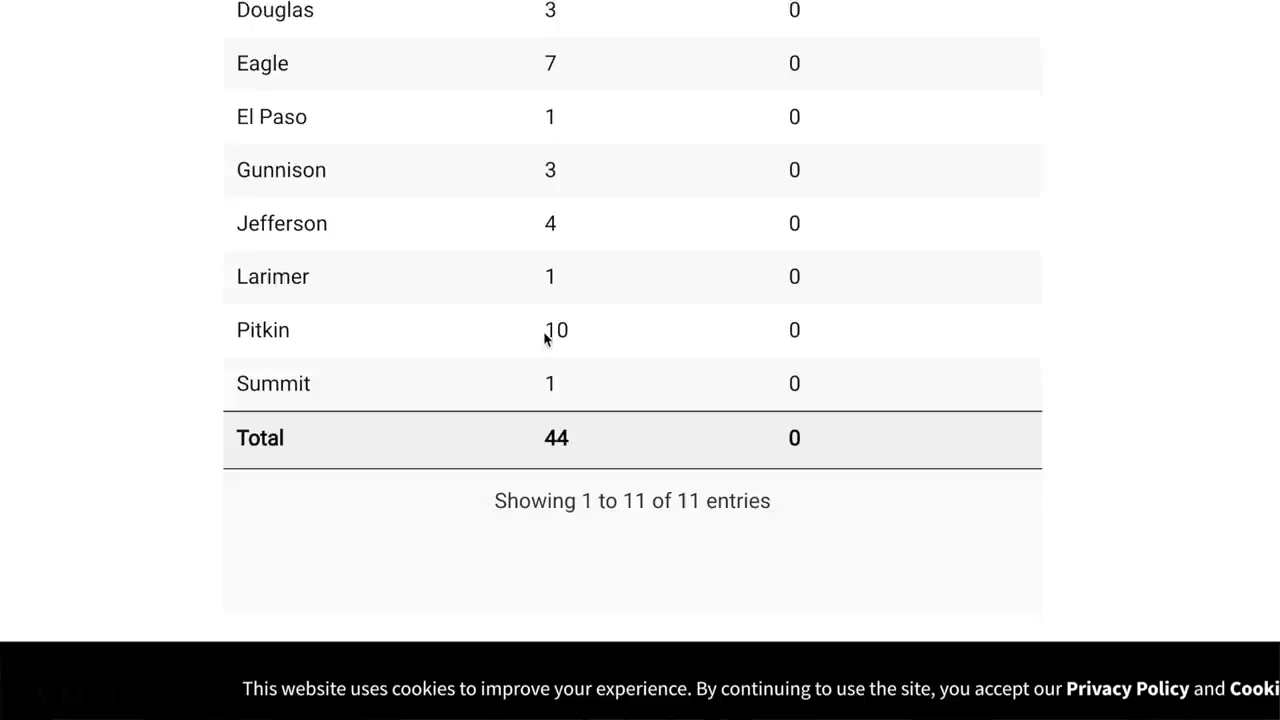 Douglas 3 0
Eagle 7 0
El Paso 1 0
Gunnison 3 0
Jefferson 4 0
Larimer 1 0
Pitkin 10 0
Summit 1 0
Total 44 0
Showing 1 to 11 of 11 entries
This website uses cookies to improve your experience. By continuing to use the site, you accept our Privacy Policy and Cooki